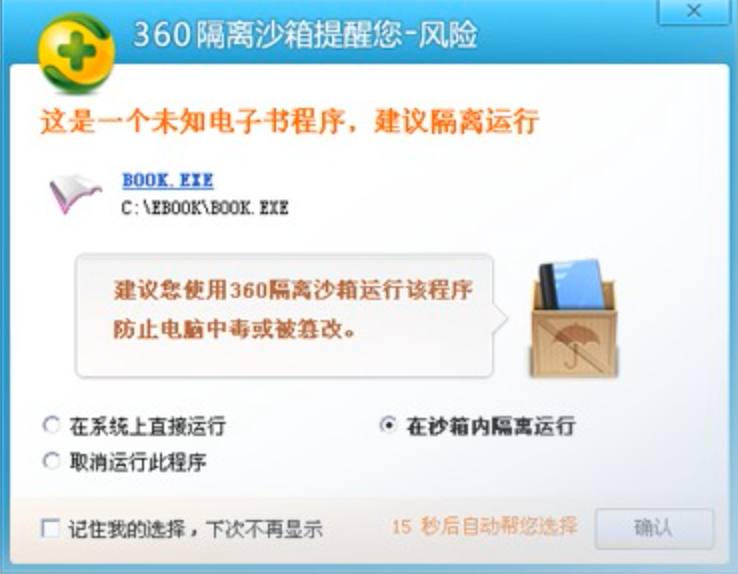 360隔离沙箱提醒您-风险
这是一个未知电子书程序，建议隔离运行
BOOK.EXE
C:\EBOOK\BOOK.EXE
建议您使用360隔离沙箱运行该程序
防止电脑中毒或被篡改。
在系统上直接运行
在沙箱内隔离运行
取消运行此程序
记住我的选择，下次不再显示
15 秒后自动帮您选择
确认